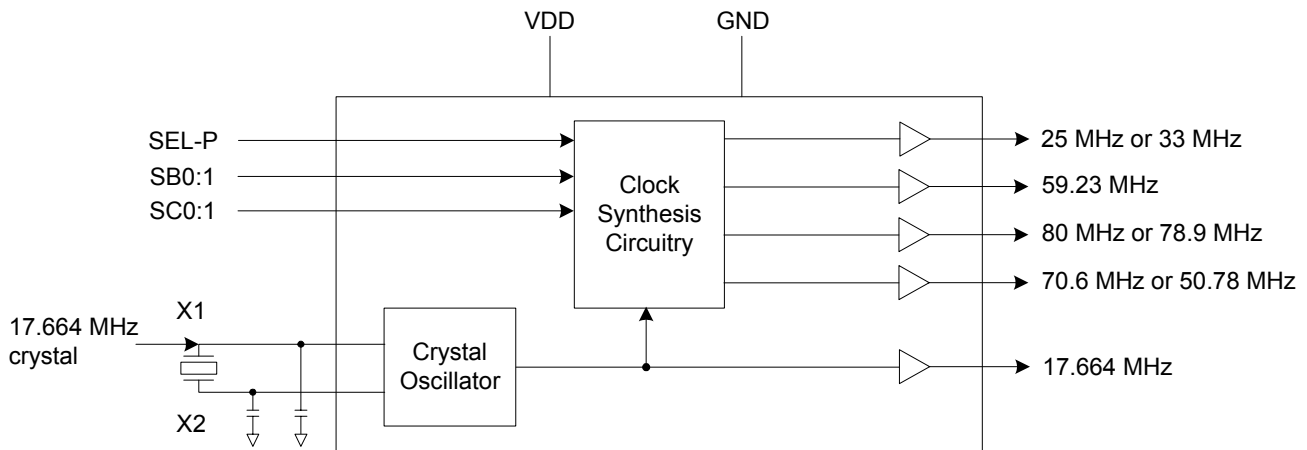 VDD
GND
SEL-P
SB0:1
SC0:1
Clock
Synthesis
Circuitry
25 MHz or 33 MHz
59.23 MHz
80 MHz or 78.9 MHz
70.6 MHz or 50.78 MHz
X1
17.664 MHz
crystal
X2
Crystal
Oscillator
17.664 MHz